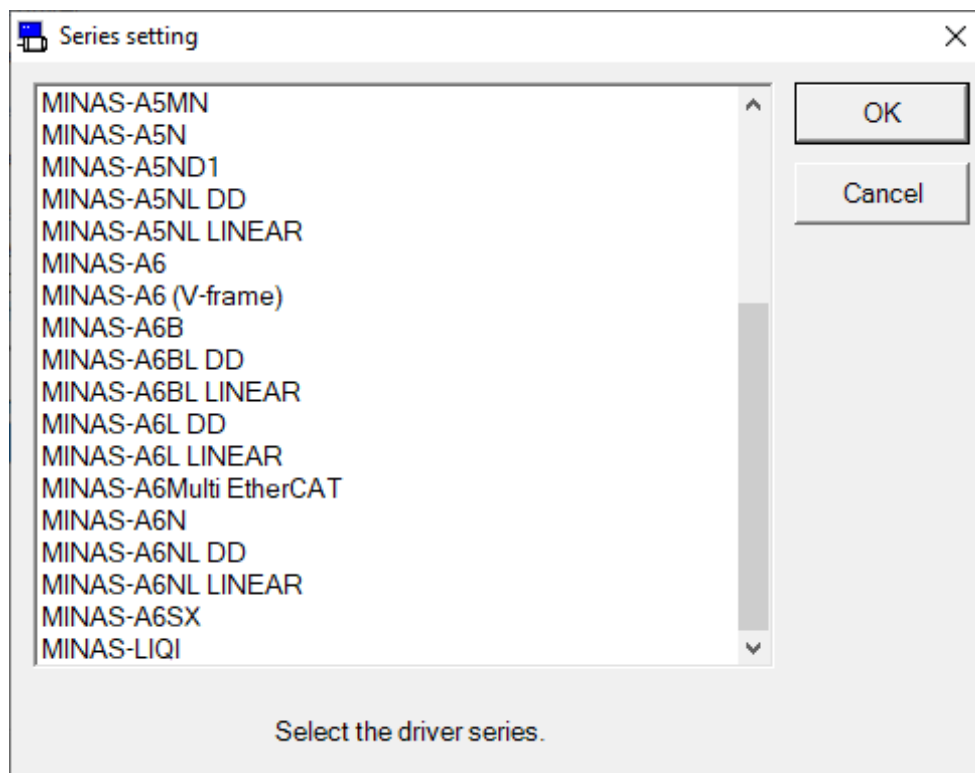 Series setting
MINAS-A5MN
MINAS-A5N
MINAS-A5ND1
MINAS-A5NL DD
MINAS-A5NL LINEAR
MINAS-A6
MINAS-A6 (V-frame)
MINAS-A6B
MINAS-A6BL DD
MINAS-A6BL LINEAR
MINAS-A6L DD
MINAS-A6L LINEAR
MINAS-A6Multi EtherCAT
MINAS-A6N
MINAS-A6NL DD
MINAS-A6NL LINEAR
MINAS-A6SX
MINAS-LIQI
OK
Cancel
Select the driver series.